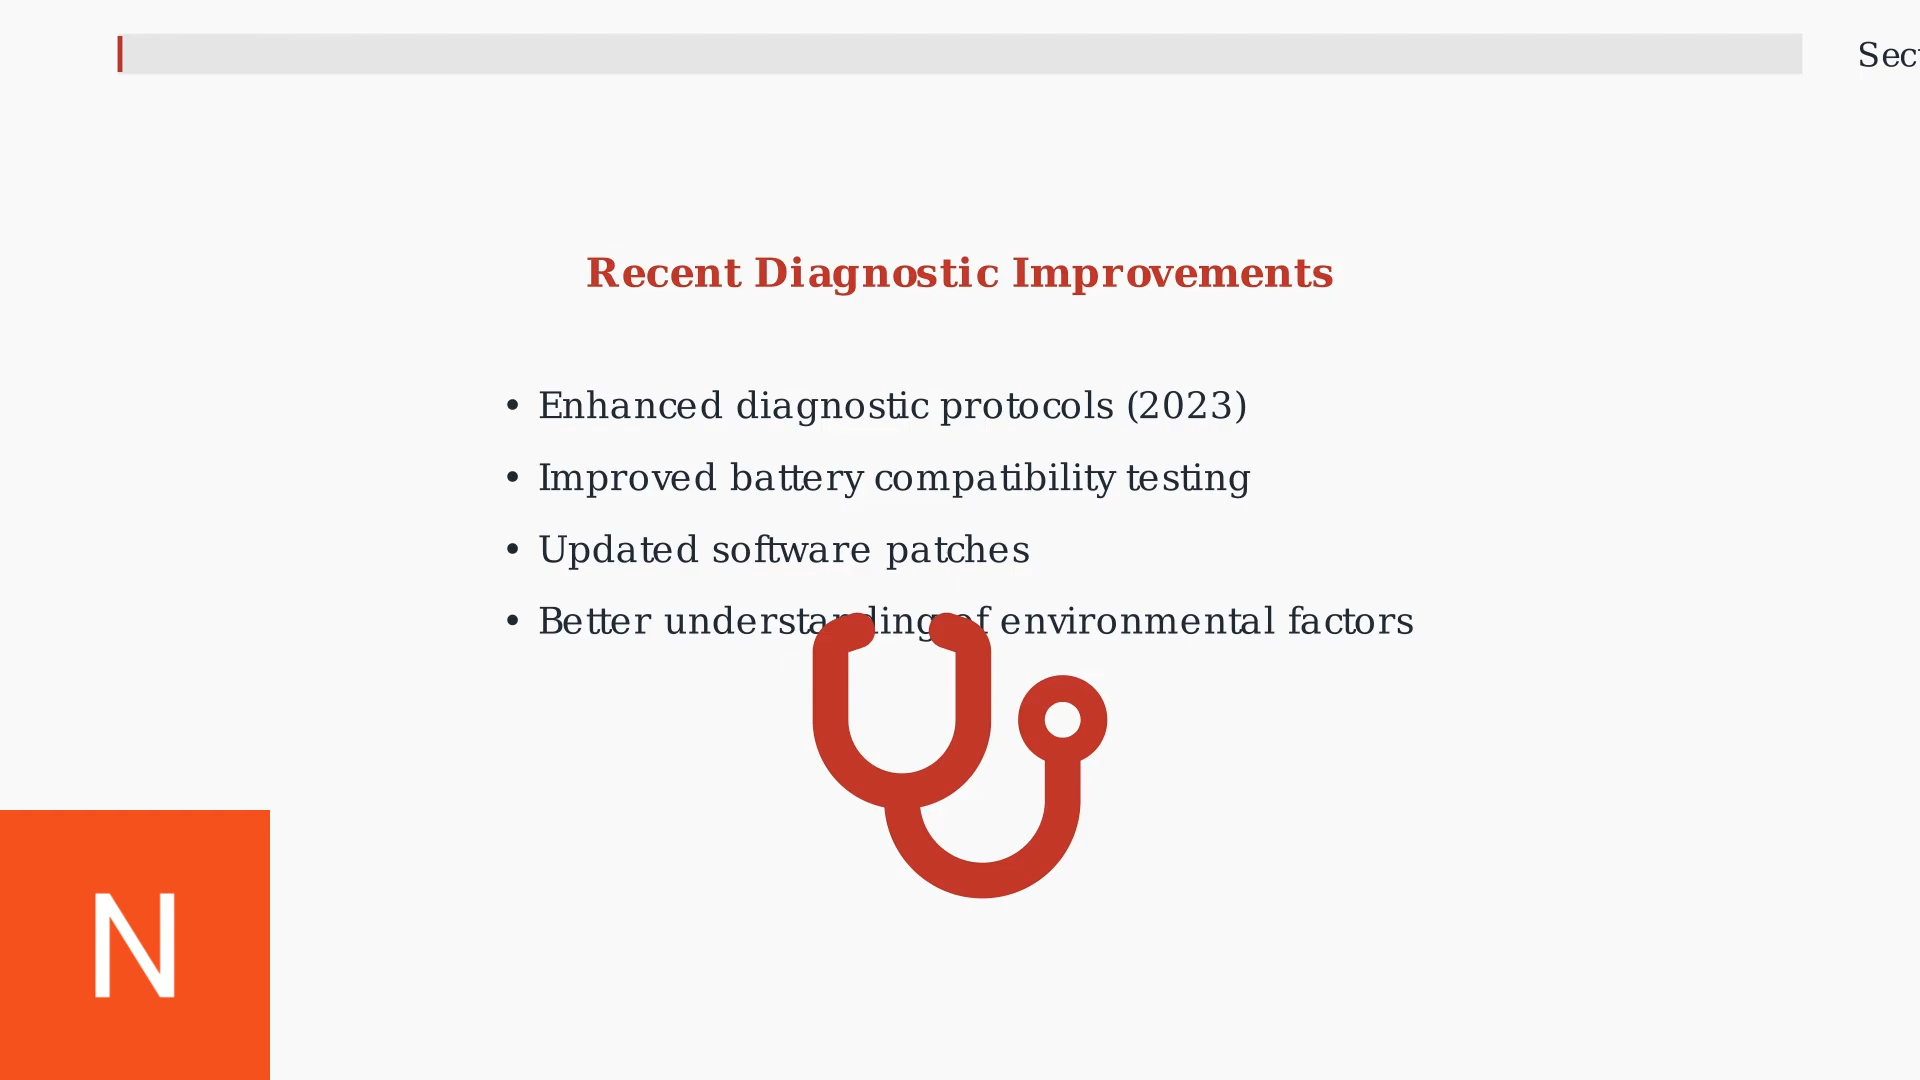 Recent Diagnostic Improvements
• Enhanced diagnostic protocols (2023)
• Improved battery compatibility testing
• Updated software patches
• Better understanding of environmental factors
N